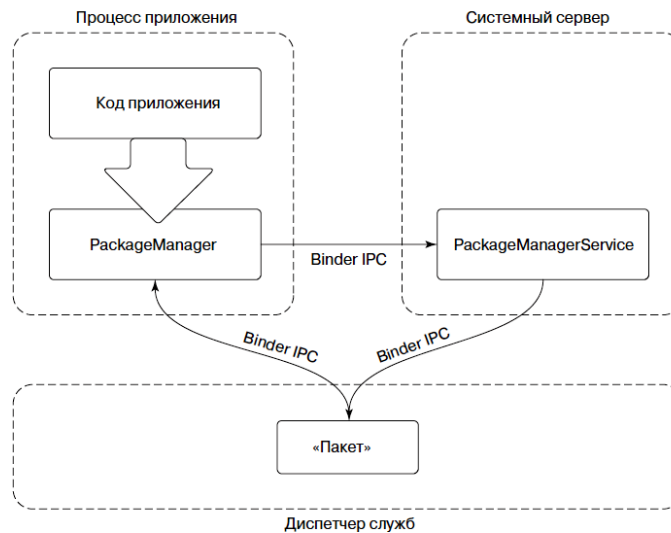 Процесс приложения
Системный сервер
Код приложения
PackageManager
Binder IPC
PackageManagerService
Binder IPC
Binder IPC
«Пакет»
Диспетчер служб